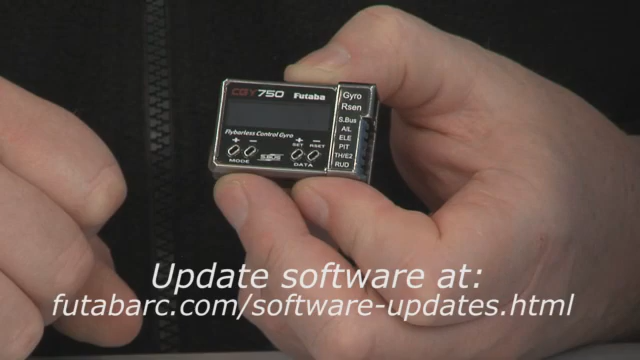 CGY750 Futaba
Flybarless Control Gyro
+ - + -
SET RSET
MODE S.BUS DATA
Gyro
Rsen
S.Bus
A/L
ELE
PIT
TH/E2
RUD
Update software at:
futabarc.com/software-updates.html